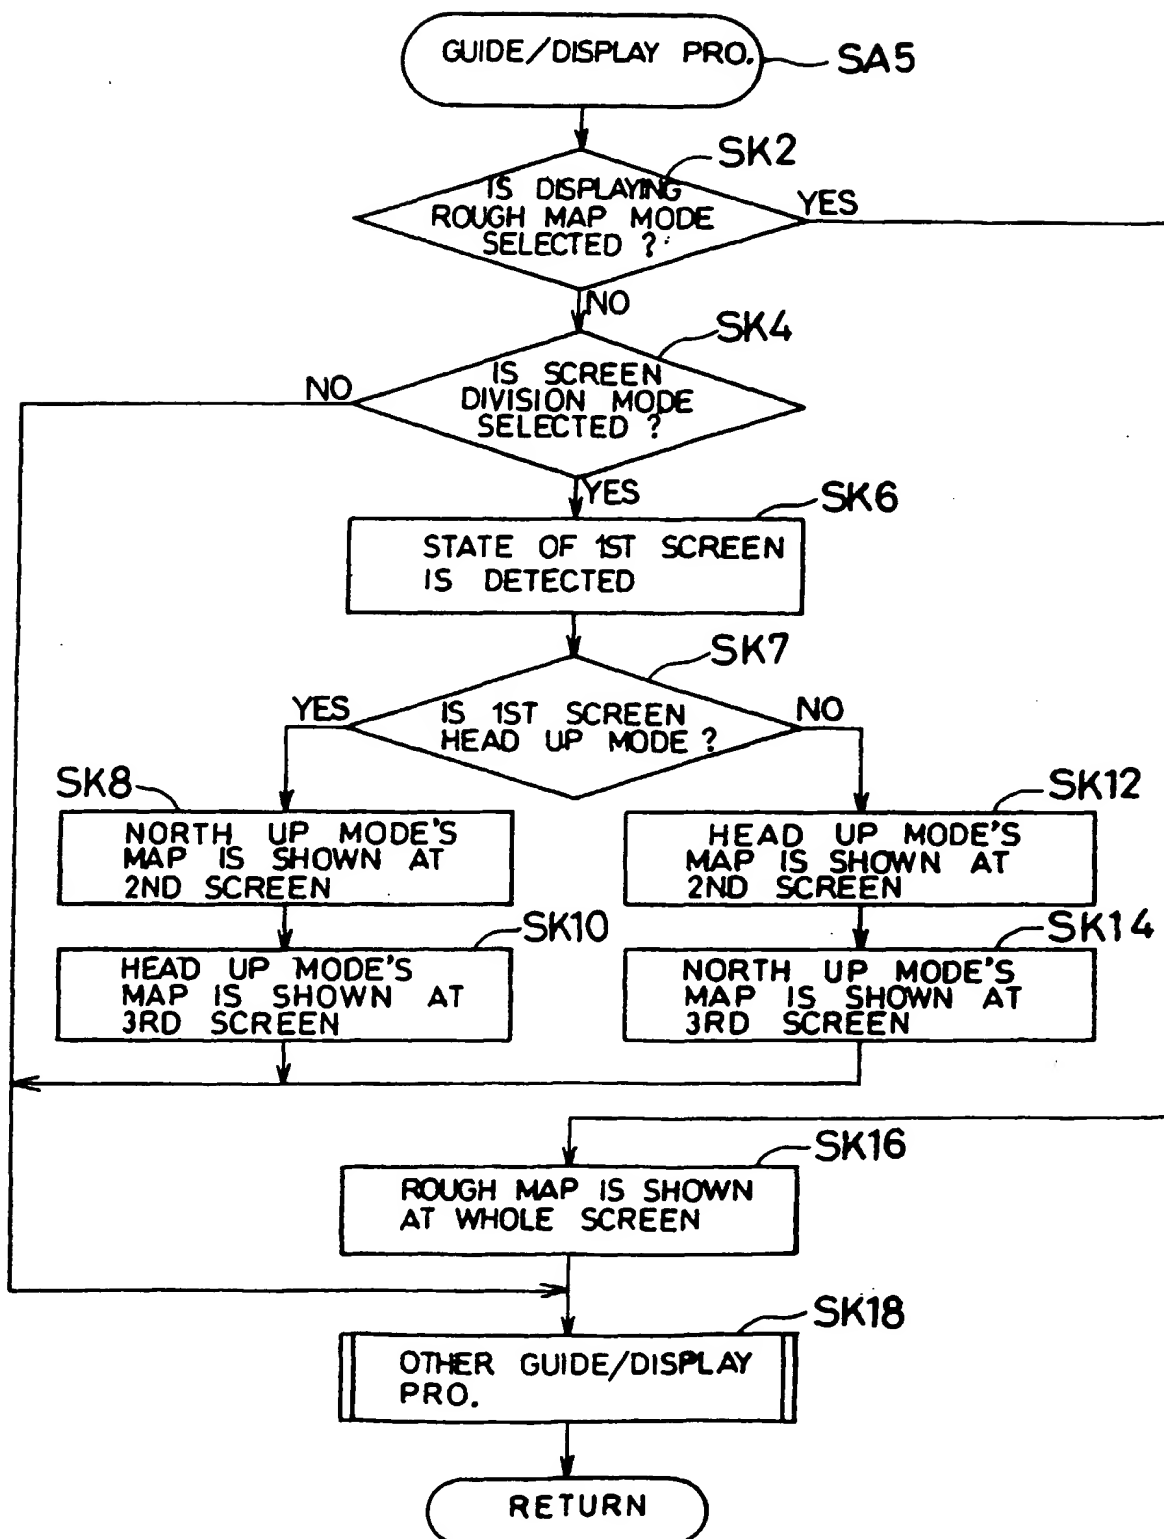 GUIDE/DISPLAY PRO.
SA5
SK2
IS DISPLAYING
ROUGH MAP MODE
SELECTED ?
YES
NO
SK4
IS SCREEN
DIVISION MODE
SELECTED ?
NO
YES
SK6
STATE OF 1ST SCREEN
IS DETECTED
SK7
IS 1ST SCREEN
HEAD UP MODE ?
YES
NO
SK8
NORTH UP MODE'S
MAP IS SHOWN AT
2ND SCREEN
SK12
HEAD UP MODE'S
MAP IS SHOWN AT
2ND SCREEN
SK10
HEAD UP MODE'S
MAP IS SHOWN AT
3RD SCREEN
SK14
NORTH UP MODE'S
MAP IS SHOWN AT
3RD SCREEN
SK16
ROUGH MAP IS SHOWN
AT WHOLE SCREEN
SK18
OTHER GUIDE/DISPLAY
PRO.
RETURN